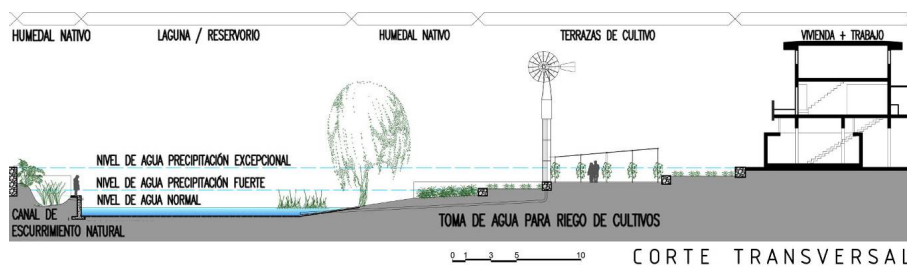 HUMEDAL NATIVO
LAGUNA / RESERVORIO
HUMEDAL NATIVO
TERRAZAS DE CULTIVO
VIVIENDA + TRABAJO
NIVEL DE AGUA PRECIPITACIÓN EXCEPCIONAL
NIVEL DE AGUA PRECIPITACIÓN FUERTE
NIVEL DE AGUA NORMAL
CANAL DE
ESCURRIMIENTO NATURAL
TOMA DE AGUA PARA RIEGO DE CULTIVOS
0 1 3 5 10
CORTE TRANSVERSAL